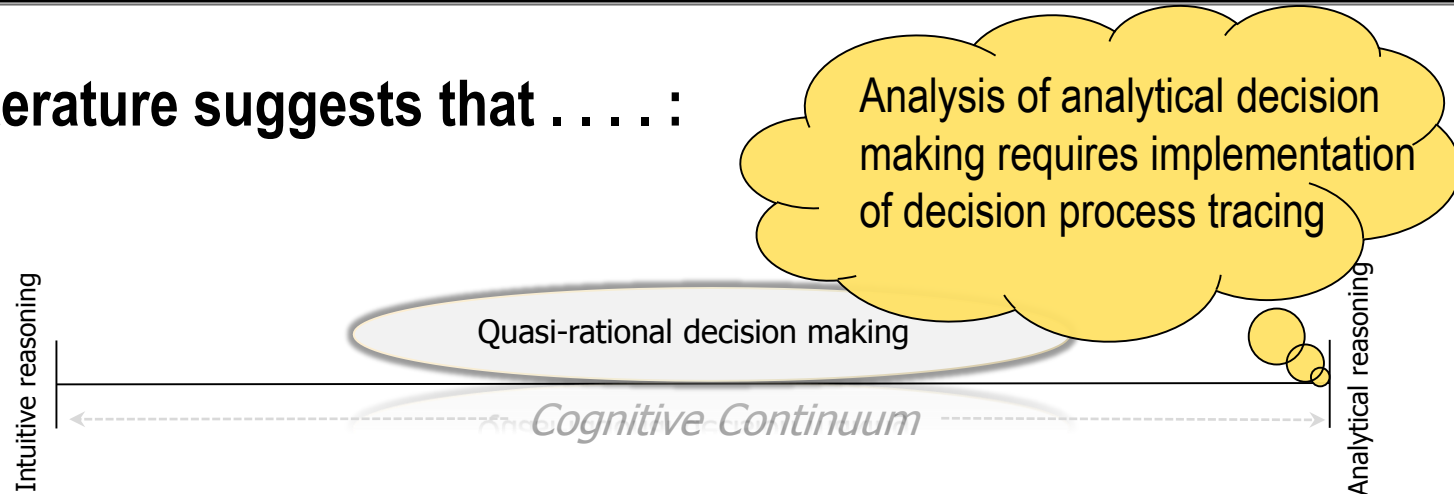 erature suggests that . . . . :
Analysis of analytical decision
making requires implementation
of decision process tracing
Intuitive reasoning
Quasi-rational decision making
Cognitive Continuum
Analytical reasoning